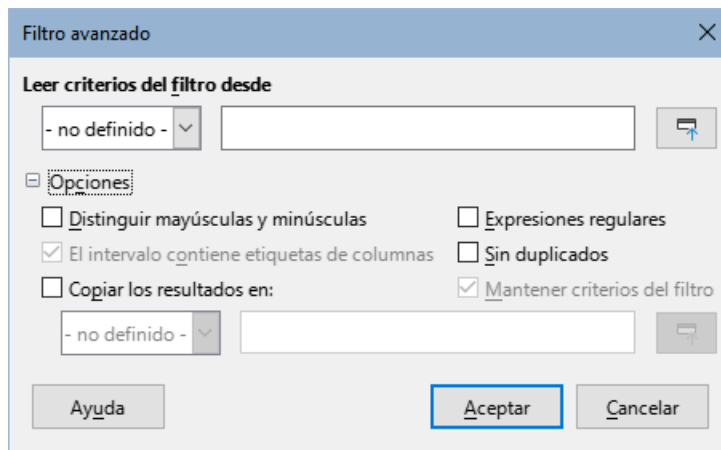 Filtro avanzado
Leer criterios del filtro desde
- no definido -
Opciones
Distinguir mayúsculas y minúsculas
Expresiones regulares
El intervalo contiene etiquetas de columnas
Sin duplicados
Copiar los resultados en:
Mantener criterios del filtro
- no definido -
Ayuda
Aceptar
Cancelar